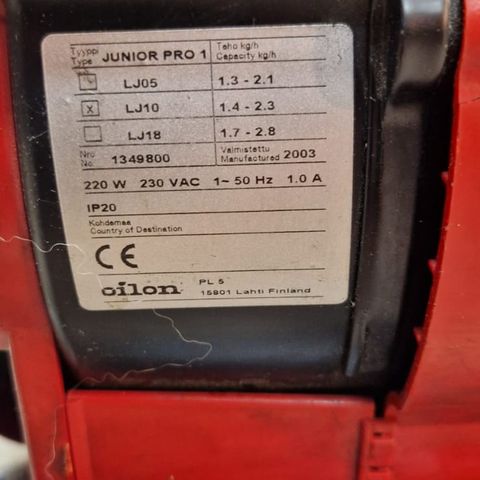 Tyyppi JUNIOR PRO 1 Teho kg/h
Type Capacity kg/h
LJ05 1.3 - 2.1
x LJ10 1.4 - 2.3
LJ18 1.7 - 2.8
Nro 1349800 Valmistettu 2003
No. Manufactured
220 W 230 VAC 1~ 50 Hz 1.0 A
IP20
Kohdemaa
Country of Destination
CE
oilon PL 5
15801 Lahti Finland